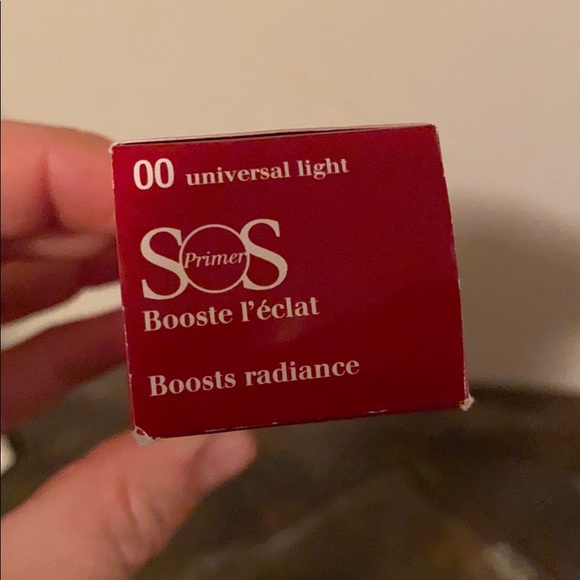 00 universal light
SOS
Primer
Booste l'éclat
Boosts radiance